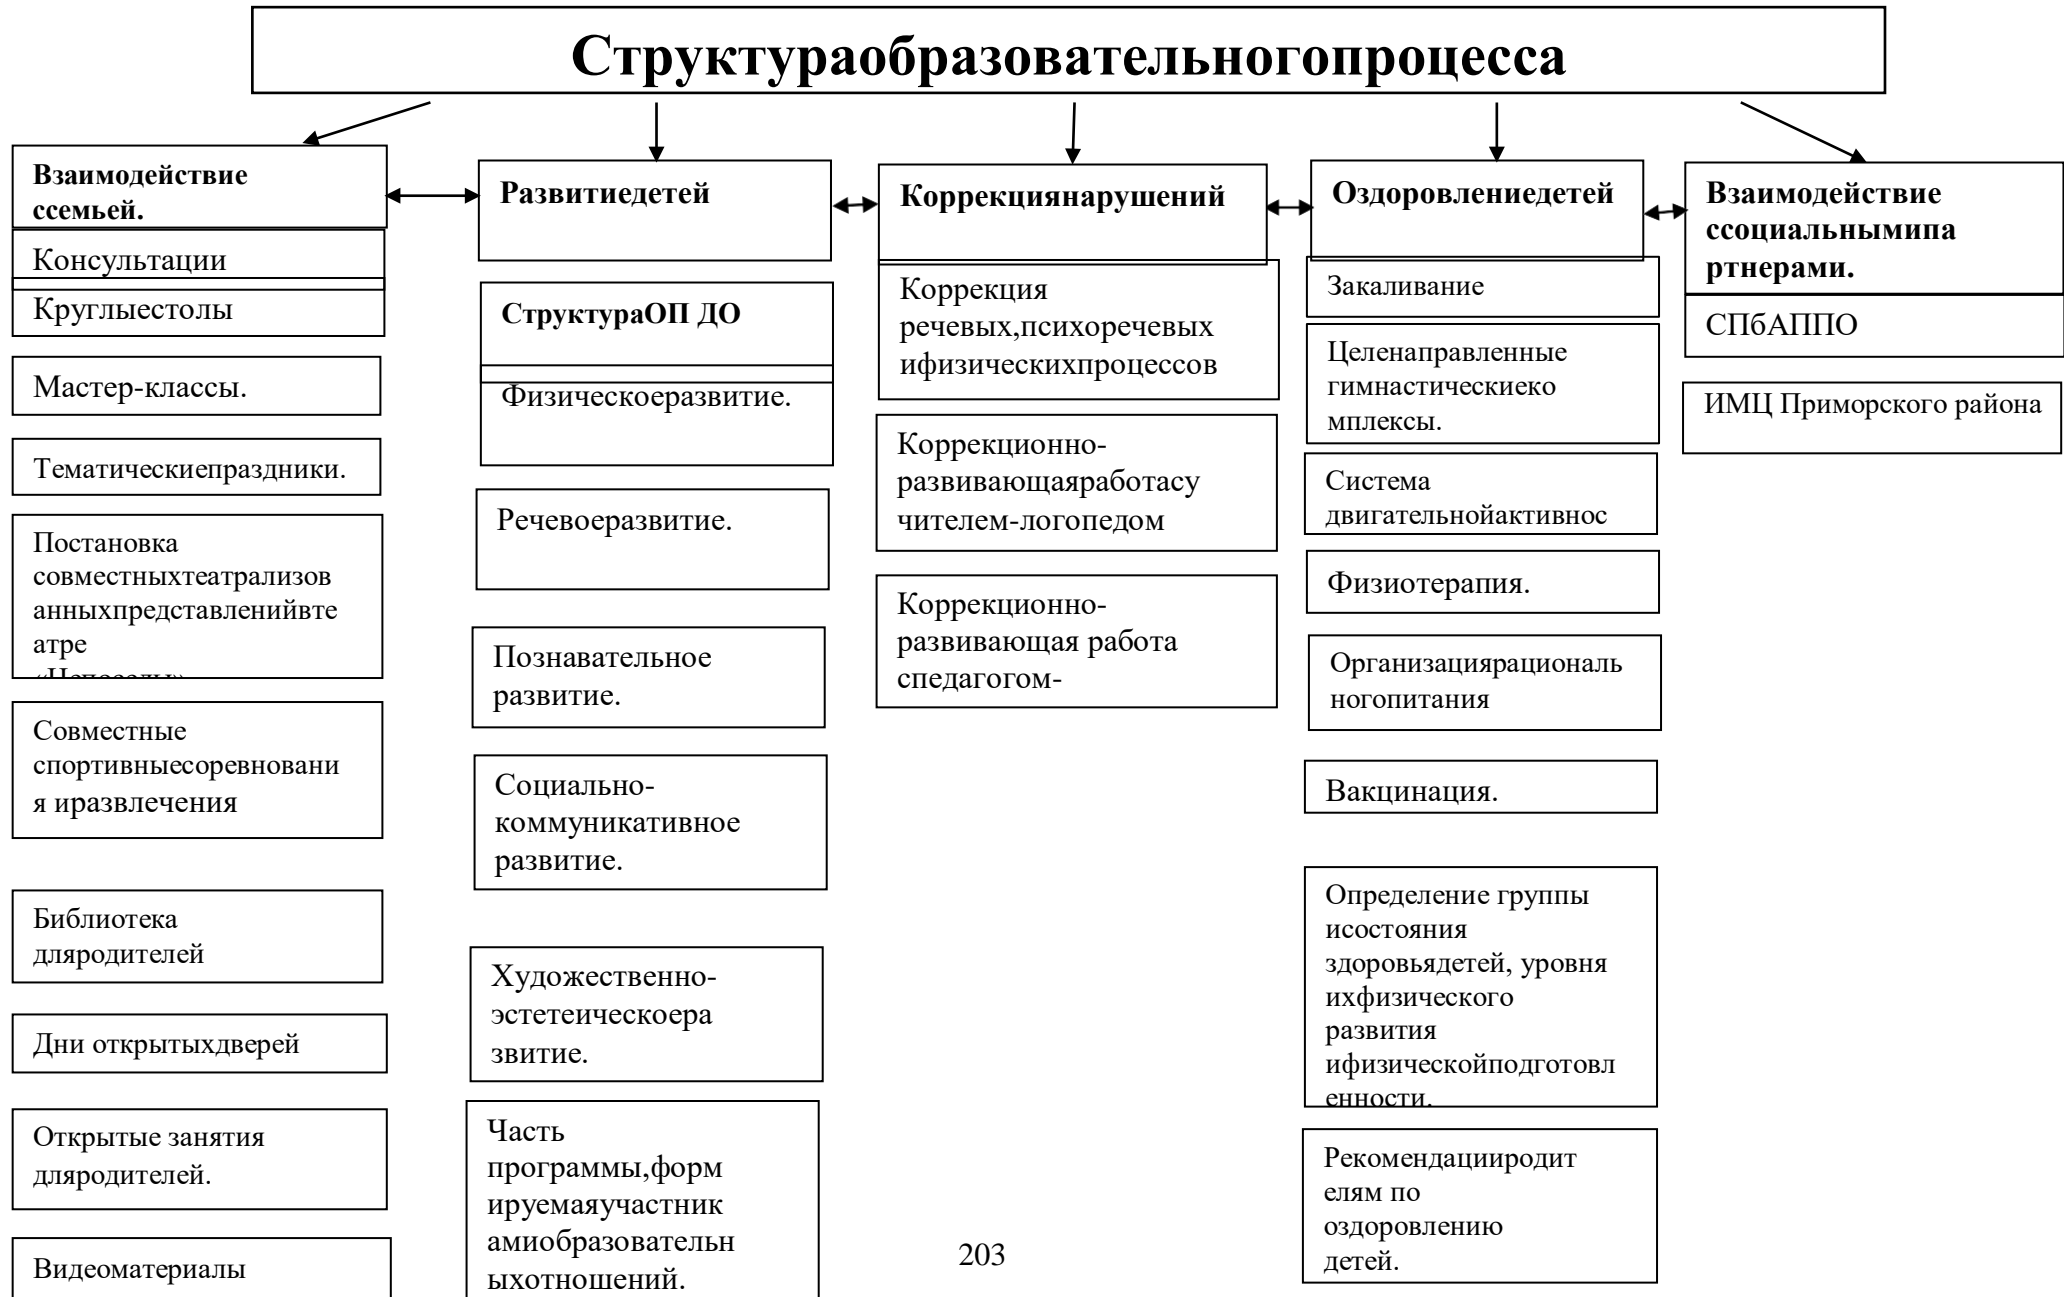 Структураобразовательногопроцесса
Взаимодействие
ссемьей.
Консультации
Круглыестолы
Мастер-классы.
Тематическиепраздники.
Постановка
совместныхтеатрализов
анныхпредставленийвте
атре
Совместные
спортивныесоревновани
я иразвлечения
Библиотека
дляродителей
Дни открытыхдверей
Открытые занятия
дляродителей.
Видеоматериалы
Развитиедетей
СтруктураОП ДО
Физическоеразвитие.
Речевоеразвитие.
Познавательное
развитие.
Социально-
коммуникативное
развитие.
Художественно-
эстетеическоера
звитие.
Часть
программы,форм
ируемаяучастник
амиобразовательн
ыхотношений.
Коррекциянарушений
Коррекция
речевых,психоречевых
ифизическихпроцессов
Коррекционно-
развивающаяработасу
чителем-логопедом
Коррекционно-
развивающая работа
спедагогом-
Оздоровлениедетей
Закаливание
Целенаправленные
гимнастическиеко
мплексы.
Система
двигательнойактивнос
Физиотерапия.
Организациярациональ
ногопитания
Вакцинация.
Определение группы
исостояния
здоровьядетей, уровня
ихфизического
развития
ифизическойподготовл
енности.
Рекомендацииродит
елям по
оздоровлению
детей.
Взаимодействие
ссоциальнымипа
ртнерами.
СПбАППО
ИМЦ Приморского района
203